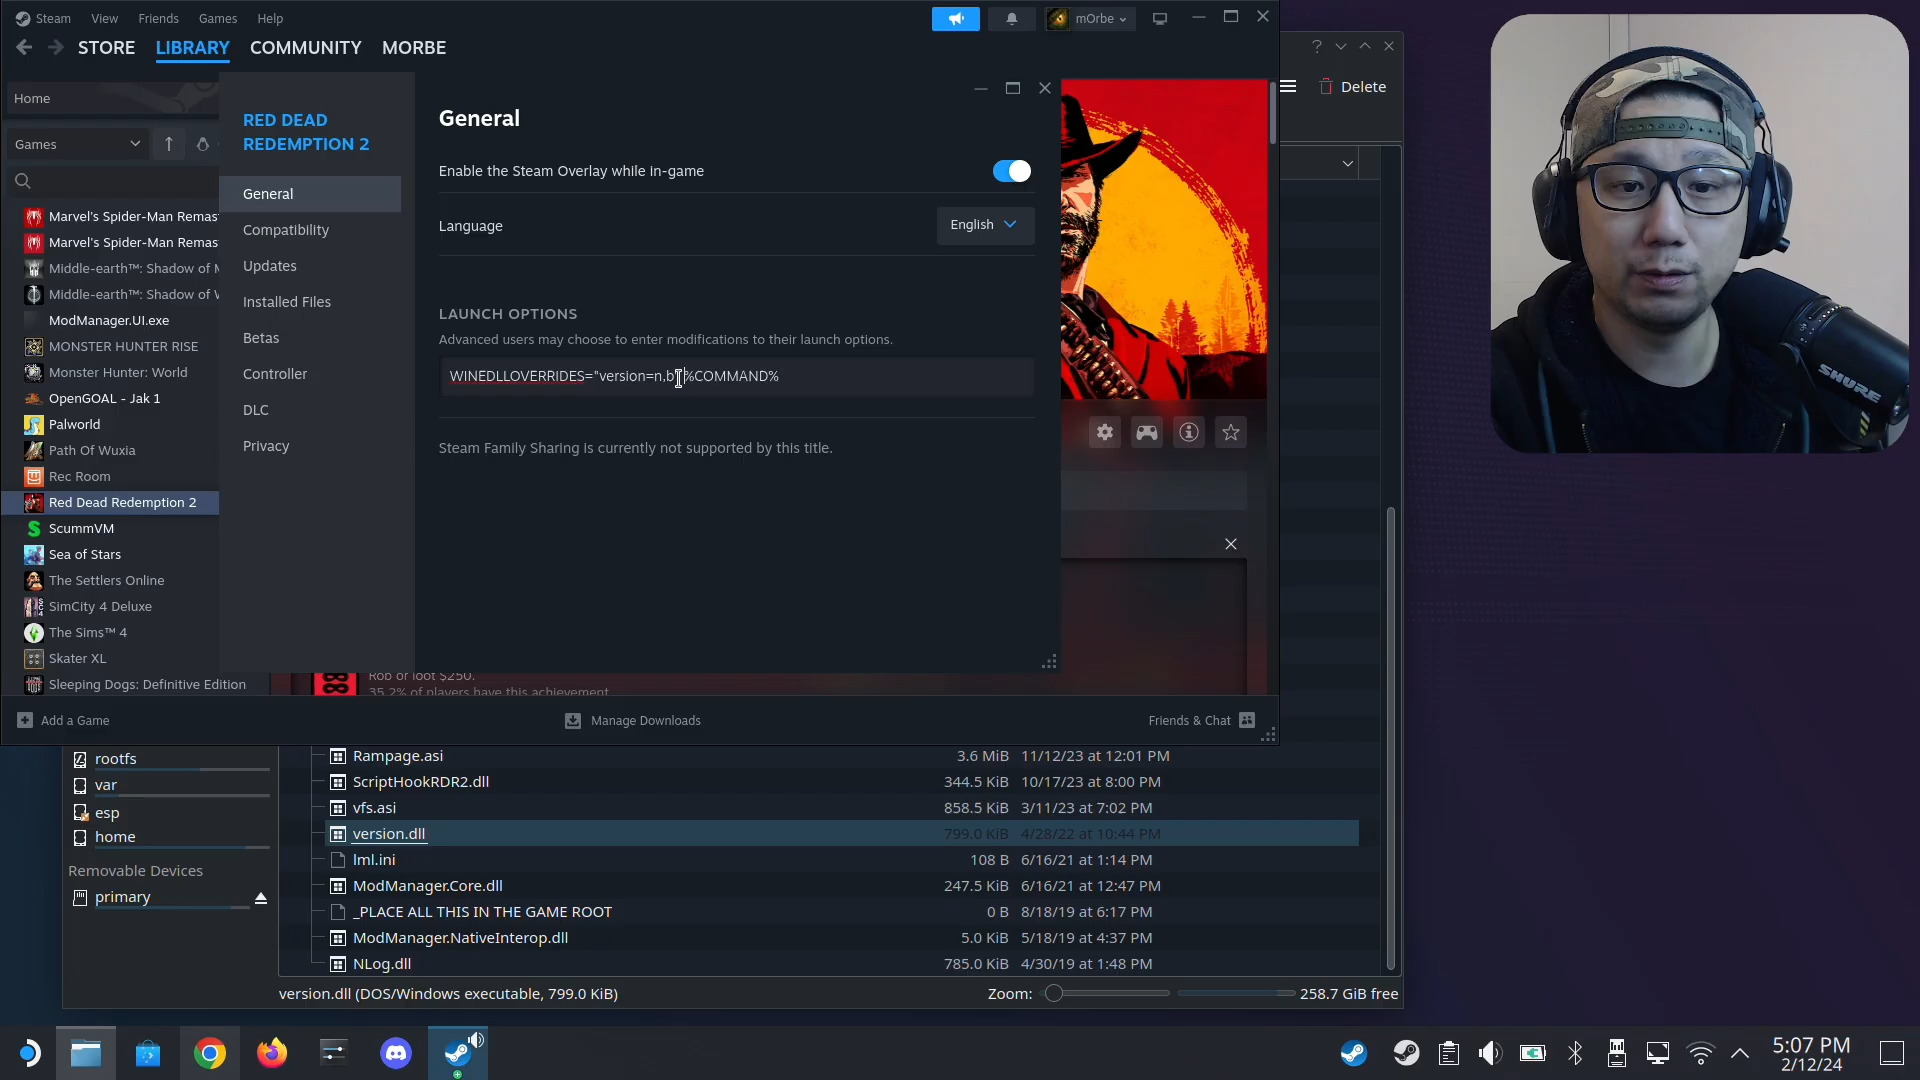 Steam View Friends Games Help
mOrbe
STORE LIBRARY COMMUNITY MORBE
Home
Games
Marvel's Spider-Man Remas
Marvel's Spider-Man Remas
Middle-earth™: Shadow of M
Middle-earth™: Shadow of W
ModManager.UI.exe
MONSTER HUNTER RISE
Monster Hunter: World
OpenGOAL - Jak 1
Palworld
Path Of Wuxia
Rec Room
Red Dead Redemption 2
ScummVM
Sea of Stars
The Settlers Online
SimCity 4 Deluxe
The Sims™ 4
Skater XL
Sleeping Dogs: Definitive Edition
RED DEAD
REDEMPTION 2
General
Compatibility
Updates
Installed Files
Betas
Controller
DLC
Privacy
General
Enable the Steam Overlay while in-game
Language English
LAUNCH OPTIONS
Advanced users may choose to enter modifications to their launch options.
WINEDLLOVERRIDES="version=n,b" %COMMAND%
Steam Family Sharing is currently not supported by this title.
Rob or loot $250.
35.2% of players have this achievement
Add a Game Manage Downloads Friends & Chat
Delete
rootfs
var
esp
home
Removable Devices
primary
Rampage.asi 3.6 MiB 11/12/23 at 12:01 PM
ScriptHookRDR2.dll 344.5 KiB 10/17/23 at 8:00 PM
vfs.asi 858.5 KiB 3/11/23 at 7:02 PM
version.dll 799.0 KiB 4/28/22 at 10:44 PM
lml.ini 108 B 6/16/21 at 1:14 PM
ModManager.Core.dll 247.5 KiB 6/16/21 at 12:47 PM
_PLACE ALL THIS IN THE GAME ROOT 0 B 8/18/19 at 6:17 PM
ModManager.NativeInterop.dll 5.0 KiB 5/18/19 at 4:37 PM
NLog.dll 785.0 KiB 4/30/19 at 1:48 PM
version.dll (DOS/Windows executable, 799.0 KiB) Zoom: 258.7 GiB free
SHURE
5:07 PM
2/12/24